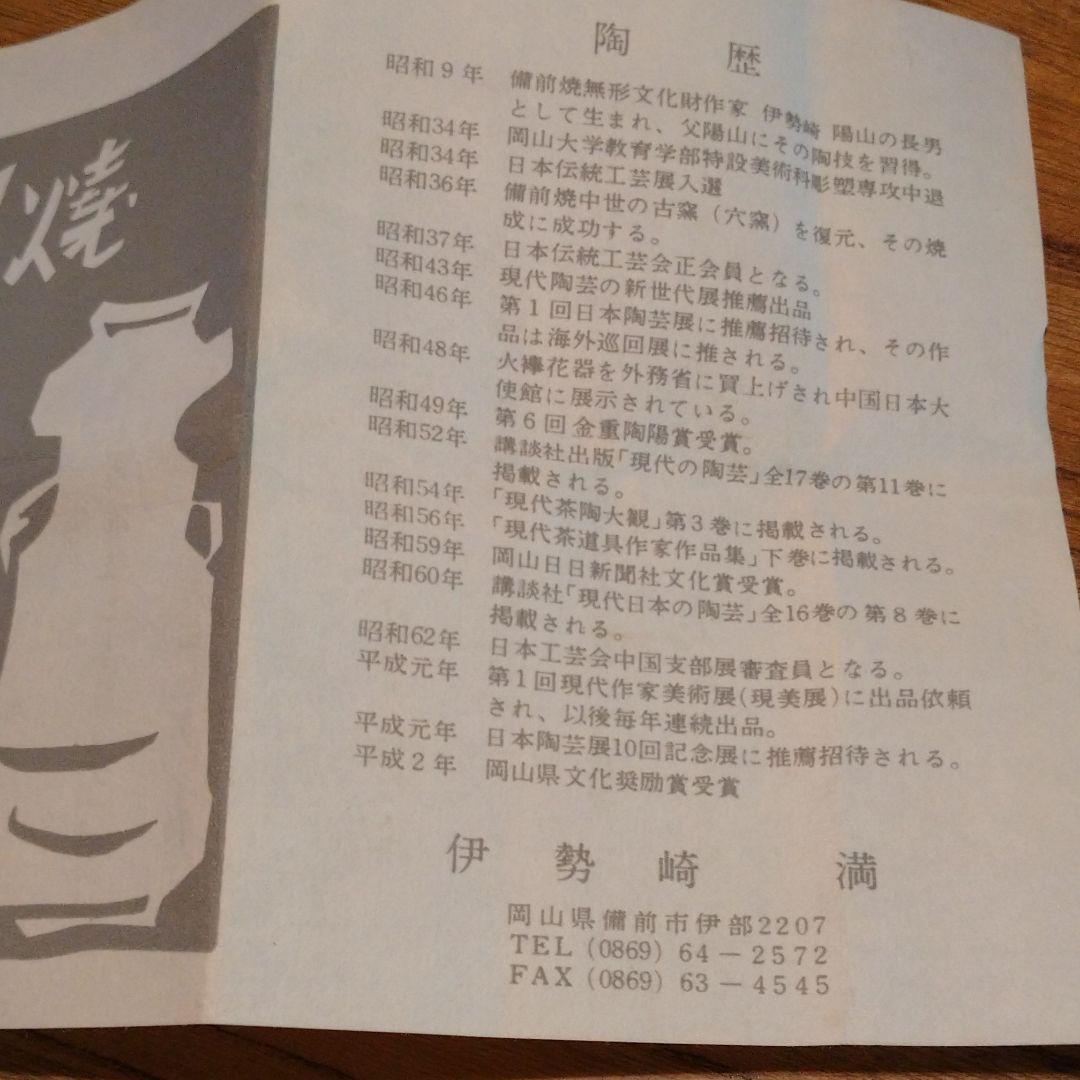 焼
陶歴
昭和9年 備前焼無形文化財作家 伊勢崎 陽山の長男
として生まれ、父陽山にその陶技を習得。
昭和34年 岡山大学教育学部特設美術科彫塑専攻中退
昭和34年 日本伝統工芸展入選
昭和36年 備前焼中世の古窯(穴窯)を復元、その焼
成に成功する。
昭和37年 日本伝統工芸会正会員となる。
昭和43年 現代陶芸の新世代展推薦出品
昭和46年 第1回日本陶芸展に推薦招待され、その作
品は海外巡回展に推される。
昭和48年 火襷花器を外務省に買上げされ中国日本大
使館に展示されている。
昭和49年 第6回金重陶陽賞受賞。
昭和52年 講談社出版「現代の陶芸」全17巻の第11巻に
掲載される。
昭和54年 「現代茶陶大観」第3巻に掲載される。
昭和56年 「現代茶道具作家作品集」下巻に掲載される。
昭和59年 岡山日日新聞社文化賞受賞。
昭和60年 講談社「現代日本の陶芸」全16巻の第8巻に
掲載される。
昭和62年 日本工芸会中国支部展審査員となる。
平成元年 第1回現代作家美術展(現美展)に出品依頼
され、以後毎年連続出品。
平成元年 日本陶芸展10回記念展に推薦招待される。
平成2年 岡山県文化奨励賞受賞
伊勢崎 満
岡山県備前市伊部2207
TEL (0869) 64-2572
FAX (0869) 63-4545